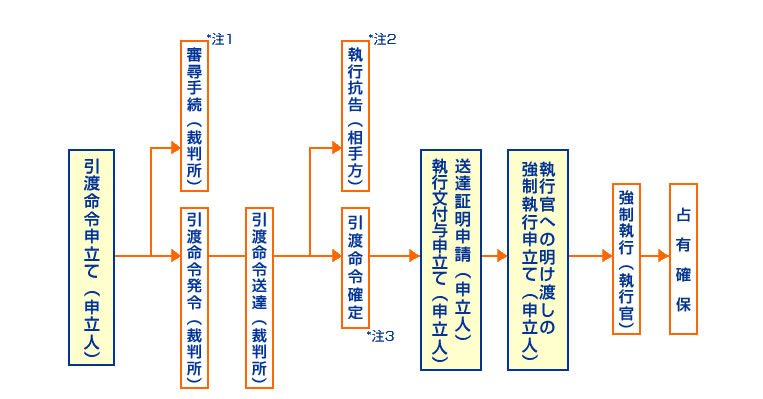 引渡命令申立て（申立人）
*注1
審尋手続（裁判所）
引渡命令発令（裁判所）
引渡命令送達（裁判所）
*注2
執行抗告（相手方）
引渡命令確定
*注3
送達証明申請（申立人）
執行文付与申立て（申立人）
執行官への明け渡しの
強制執行申立て（申立人）
強制執行（執行官）
占有確保